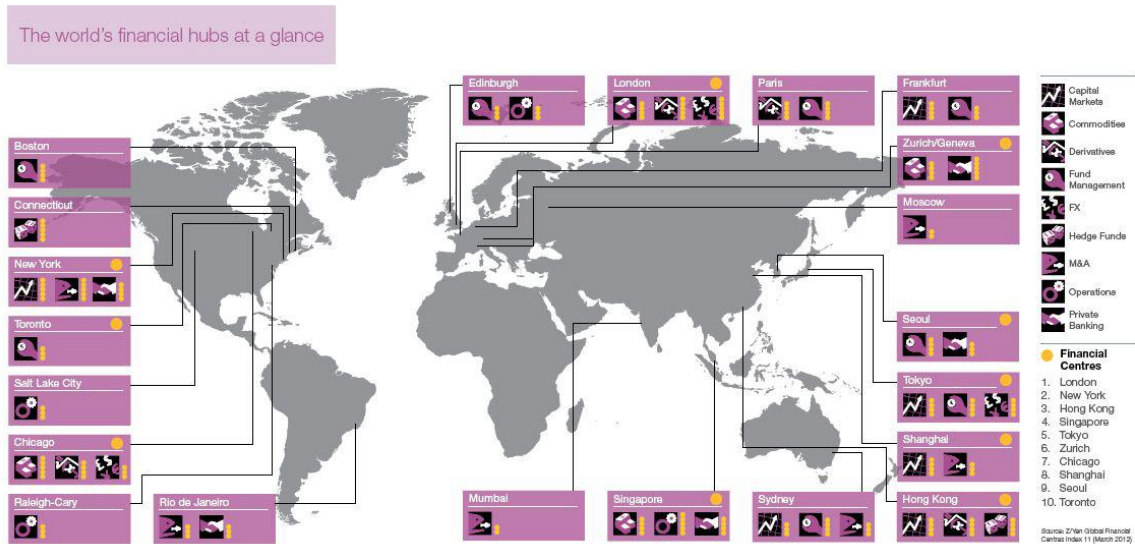 The world's financial hubs at a glance
Edinburgh
London
Paris
Frankfurt
Boston
Zurich/Geneva
Connecticut
Moscow
New York
Toronto
Seoul
Salt Lake City
Tokyo
Chicago
Shanghai
Raleigh-Cary
Rio de Janeiro
Mumbai
Singapore
Sydney
Hong Kong
Capital
Markets
Commodities
Derivatives
Fund
Management
FX
Hedge Funds
M&A
Operations
Private
Banking
Financial
Centres
1. London
2. New York
3. Hong Kong
4. Singapore
5. Tokyo
6. Zurich
7. Chicago
8. Shanghai
9. Seoul
10. Toronto
Source: Z/Yen Global Financial
Centres Index 11 (March 2012)